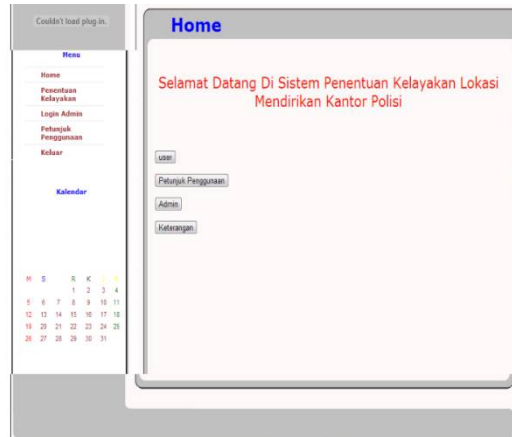 Couldn't load plug-in.
Menu
Home
Penentuan
Kelayakan
Login Admin
Petunjuk
Penggunaan
Keluar
Kalendar
M S R K
1 2 3 4
5 6 7 8 9 10 11
12 13 14 15 16 17 18
19 20 21 22 23 24 25
26 27 28 29 30 31
Home
Selamat Datang Di Sistem Penentuan Kelayakan Lokasi
Mendirikan Kantor Polisi
user
Petunjuk Penggunaan
Admin
Keterangan